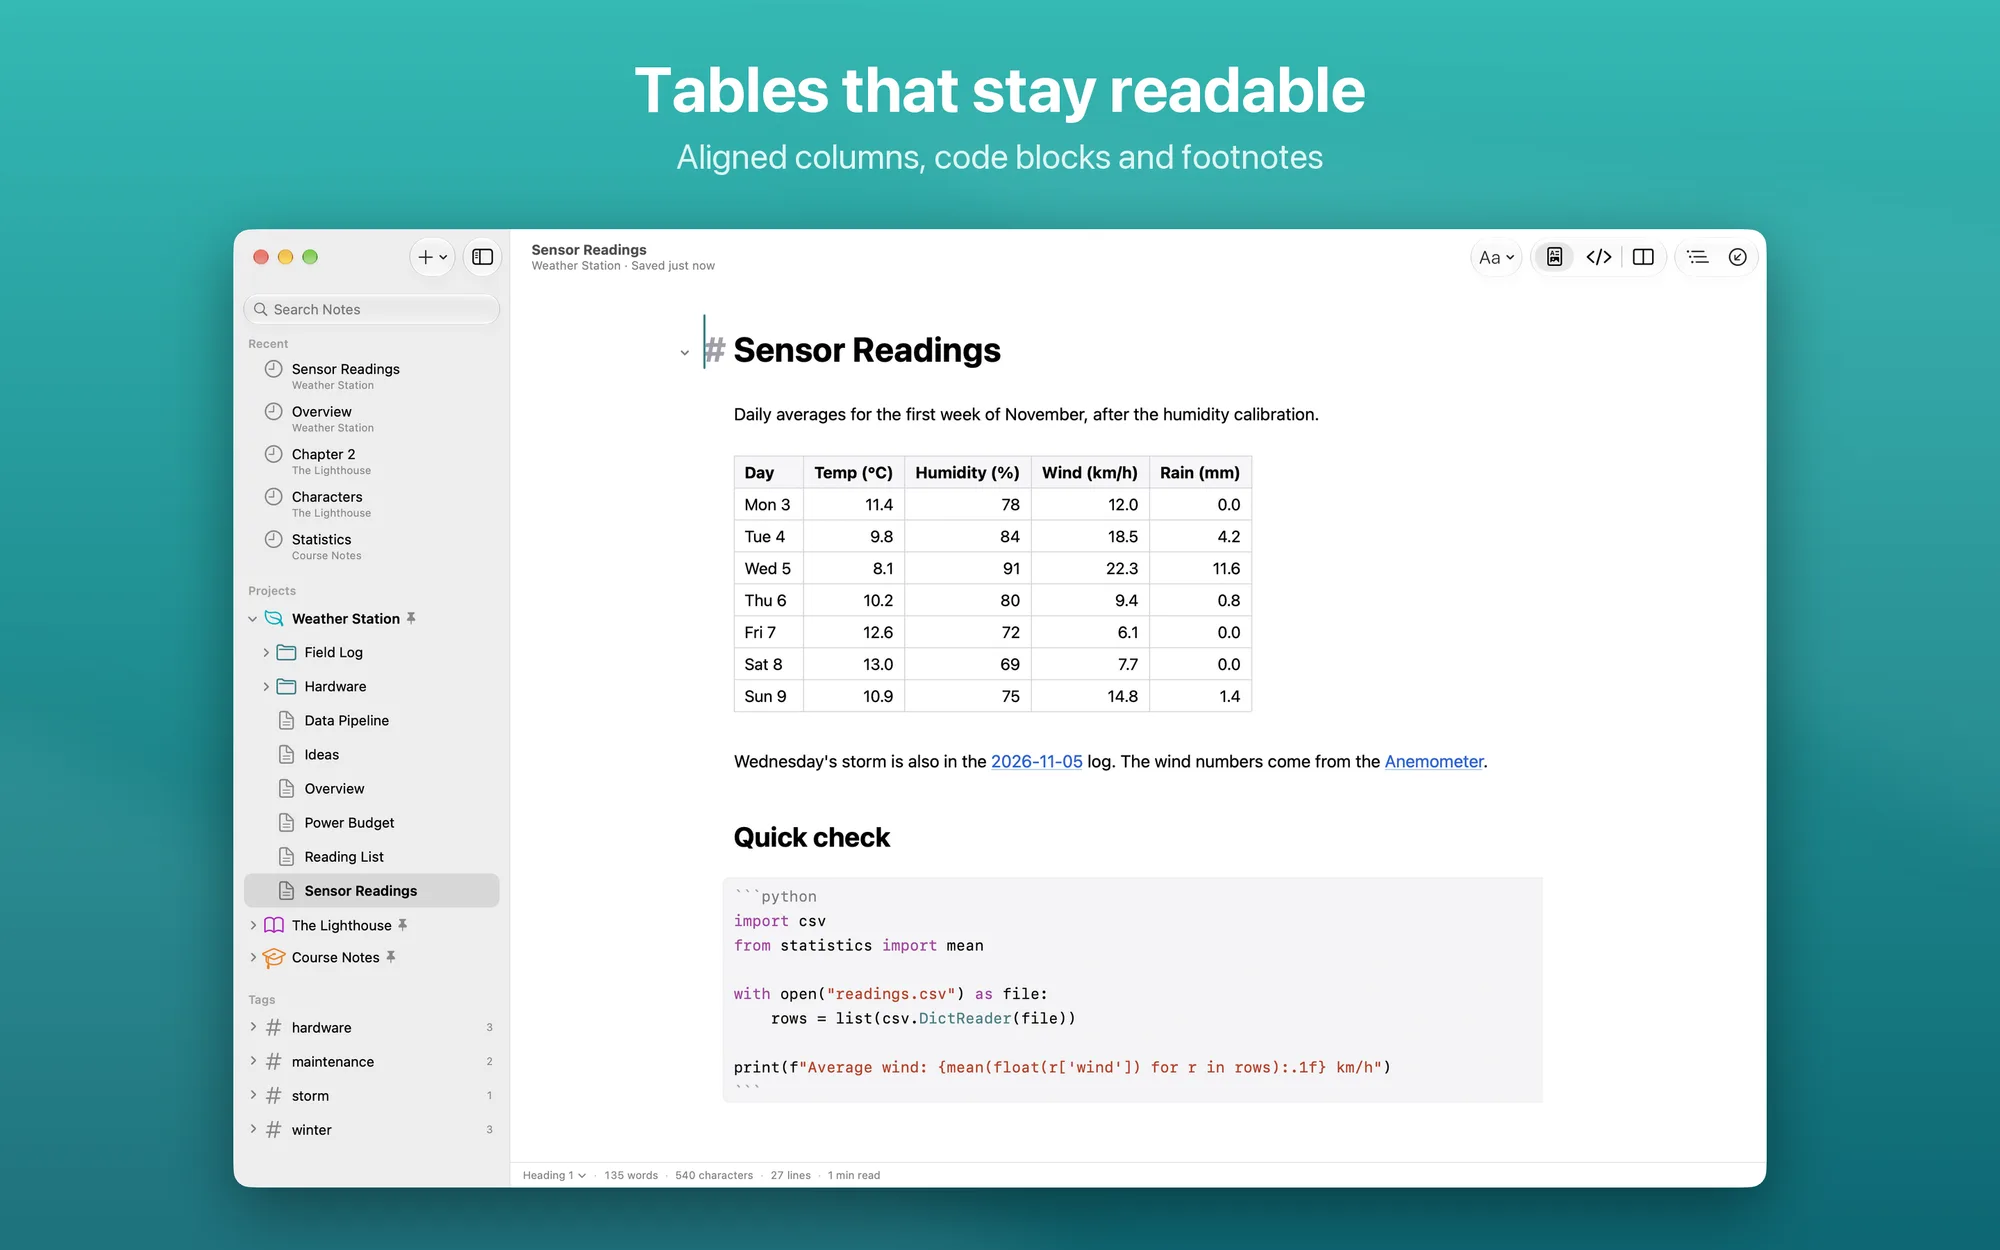 Tables that stay readable
Aligned columns, code blocks and footnotes
Search Notes
Recent
Sensor Readings
Weather Station
Overview
Weather Station
Chapter 2
The Lighthouse
Characters
The Lighthouse
Statistics
Course Notes
Projects
Weather Station
Field Log
Hardware
Data Pipeline
Ideas
Overview
Power Budget
Reading List
Sensor Readings
The Lighthouse
Course Notes
Tags
# hardware 3
# maintenance 2
# storm 1
# winter 3
Sensor Readings
Weather Station · Saved just now
Aa
</>
# Sensor Readings
Daily averages for the first week of November, after the humidity calibration.
Day Temp (°C) Humidity (%) Wind (km/h) Rain (mm)
Mon 3 11.4 78 12.0 0.0
Tue 4 9.8 84 18.5 4.2
Wed 5 8.1 91 22.3 11.6
Thu 6 10.2 80 9.4 0.8
Fri 7 12.6 72 6.1 0.0
Sat 8 13.0 69 7.7 0.0
Sun 9 10.9 75 14.8 1.4
Wednesday's storm is also in the 2026-11-05 log. The wind numbers come from the Anemometer.
Quick check
```python
import csv
from statistics import mean
with open("readings.csv") as file:
    rows = list(csv.DictReader(file))
print(f"Average wind: {mean(float(r['wind']) for r in rows):.1f} km/h")
```
Heading 1 · 135 words · 540 characters · 27 lines · 1 min read